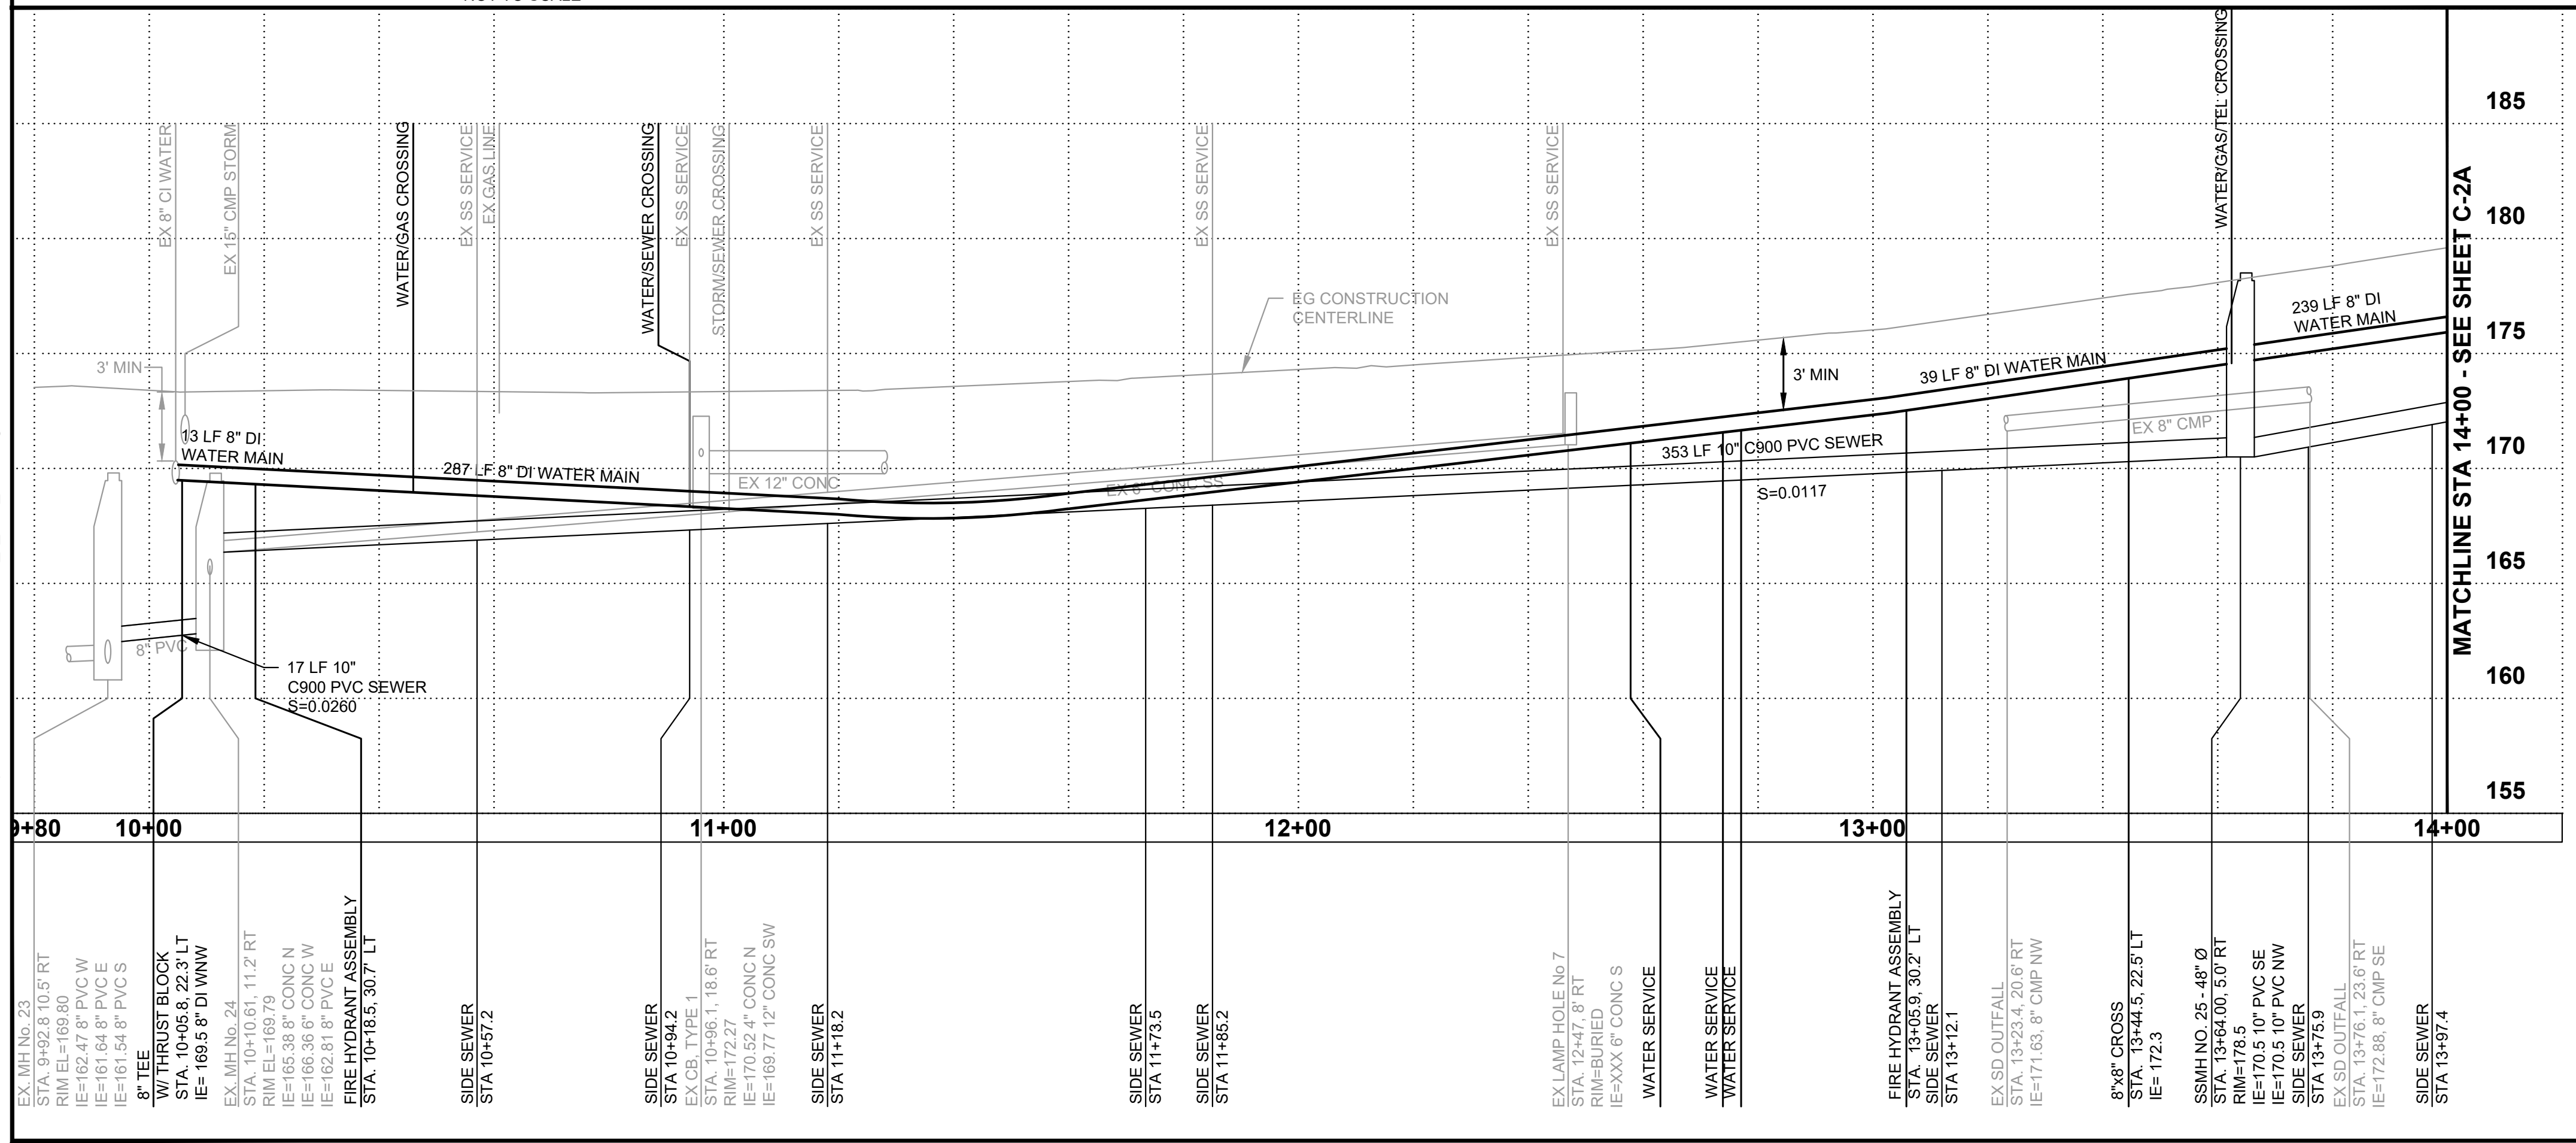 EX 8" CI WATER
EX 15" CMP STORM
WATER/GAS CROSSING
EX SS SERVICE
EX GAS LINE
WATER/SEWER CROSSING
EX SS SERVICE
STORM/SEWER CROSSING
EX SS SERVICE
EX SS SERVICE
EX SS SERVICE
WATER/GAS/TEL CROSSING
185
180
175
170
165
160
155
MATCHLINE STA 14+00 - SEE SHEET C-2A
EG CONSTRUCTION
CENTERLINE
3' MIN
13 LF 8" DI
WATER MAIN
287 LF 8" DI WATER MAIN
EX 12" CONC
EX 6" CONC SS
353 LF 10" C900 PVC SEWER
S=0.0117
3' MIN
39 LF 8" DI WATER MAIN
EX 8" CMP
239 LF 8" DI
WATER MAIN
8" PVC
17 LF 10"
C900 PVC SEWER
S=0.0260
9+80
10+00
11+00
12+00
13+00
14+00
EX. MH No. 23
STA. 9+92.8 10.5' RT
RIM EL=169.80
IE=162.47 8" PVC W
IE=161.64 8" PVC E
IE=161.54 8" PVC S
8" TEE
W/ THRUST BLOCK
STA. 10+05.8, 22.3' LT
IE= 169.5 8" DI WNW
EX. MH No. 24
STA. 10+10.61, 11.2' RT
RIM EL=169.79
IE=165.38 8" CONC N
IE=166.36 6" CONC W
IE=162.81 8" PVC E
FIRE HYDRANT ASSEMBLY
STA. 10+18.5, 30.7' LT
SIDE SEWER
STA 10+57.2
SIDE SEWER
STA 10+94.2
EX CB, TYPE 1
STA. 10+96.1, 18.6' RT
RIM=172.27
IE=170.52 4" CONC N
IE=169.77 12" CONC SW
SIDE SEWER
STA 11+18.2
SIDE SEWER
STA 11+73.5
SIDE SEWER
STA 11+85.2
EX LAMP HOLE No 7
STA. 12+47, 8' RT
RIM=BURIED
IE=XXX 6" CONC S
WATER SERVICE
WATER SERVICE
WATER SERVICE
FIRE HYDRANT ASSEMBLY
STA. 13+05.9, 30.2' LT
SIDE SEWER
STA 13+12.1
EX SD OUTFALL
STA. 13+23.4, 20.6' RT
IE=171.63, 8" CMP NW
8"x8" CROSS
STA. 13+44.5, 22.5' LT
IE= 172.3
SSMH NO. 25 - 48" Ø
STA. 13+64.00, 5.0' RT
RIM=178.5
IE=170.5 10" PVC SE
IE=170.5 10" PVC NW
SIDE SEWER
STA 13+75.9
EX SD OUTFALL
STA. 13+76.1, 23.6' RT
IE=172.88, 8" CMP SE
SIDE SEWER
STA 13+97.4